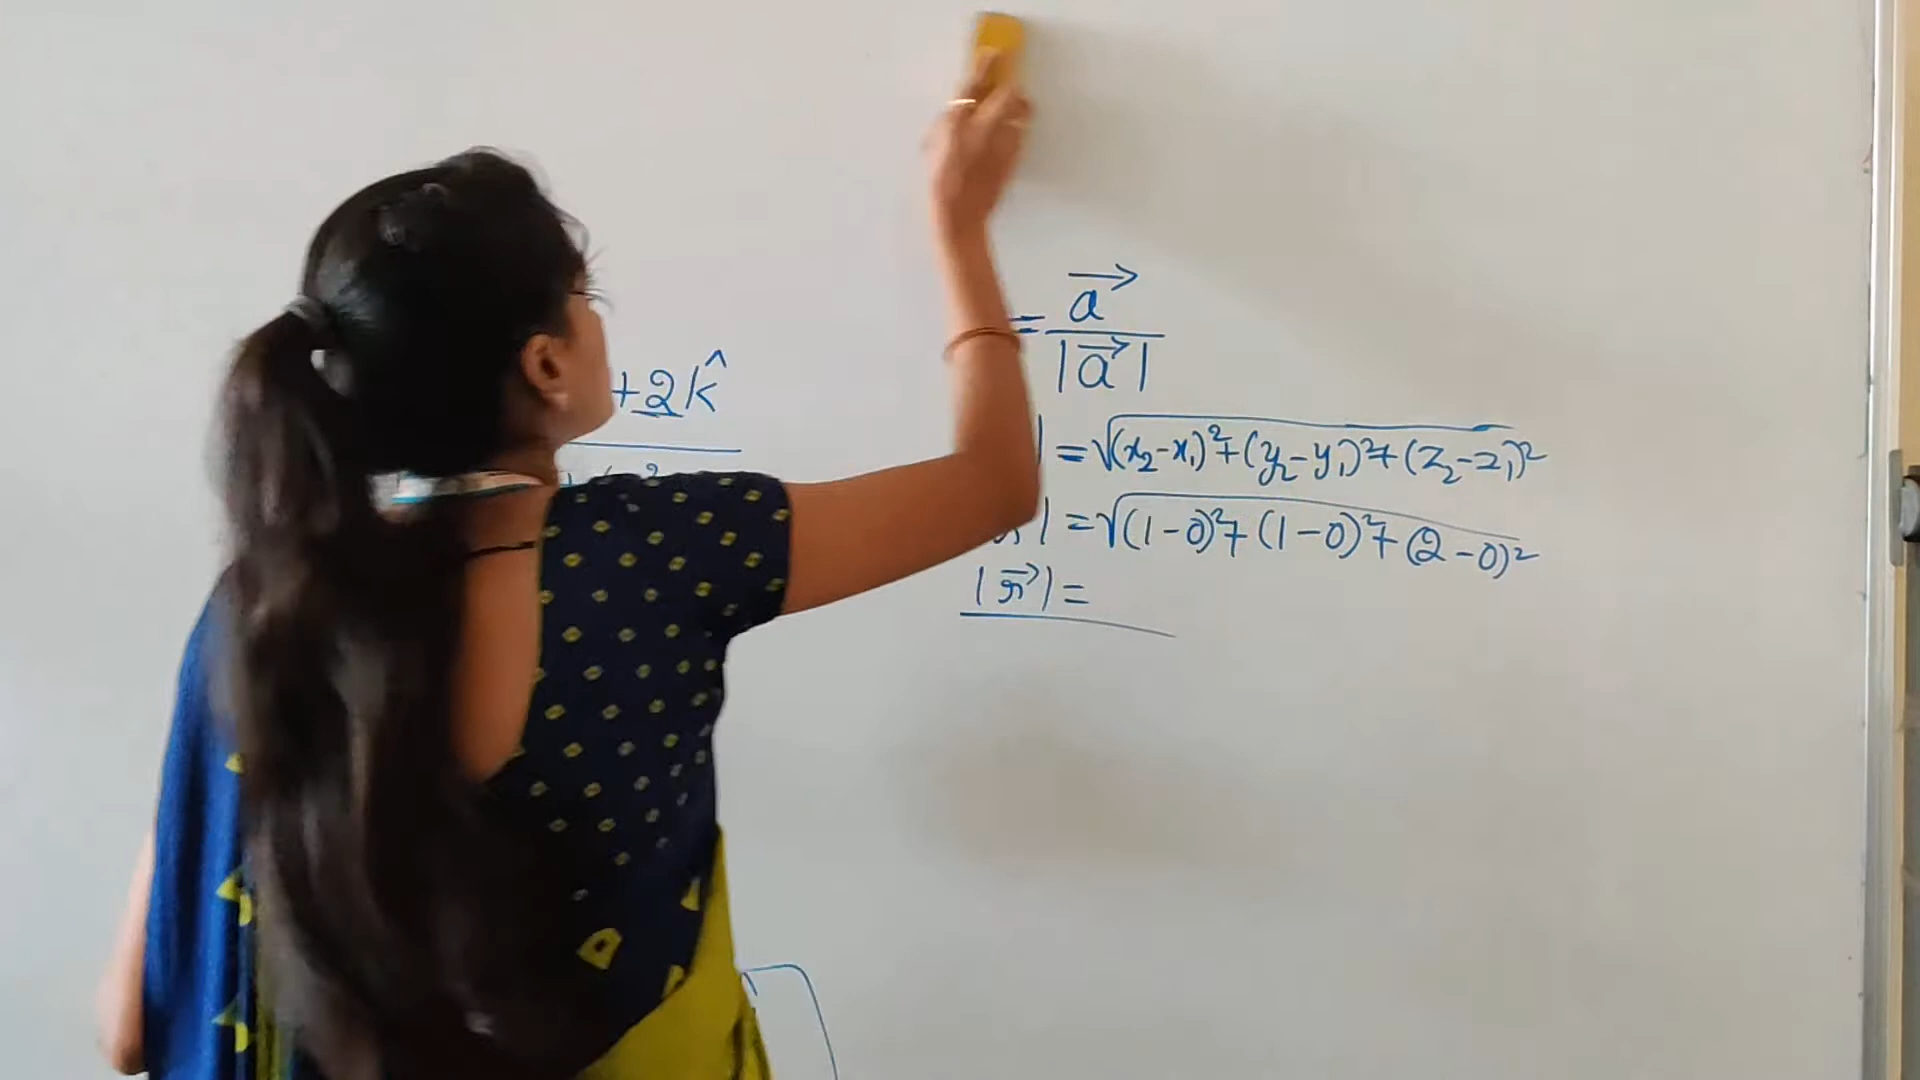 +2k̂
= a⃗ / |a⃗|
| = √(x₂-x₁)²+(y₂-y₁)²+(z₂-z₁)²
| = √(1-0)²+(1-0)²+(2-0)²
|r⃗| =